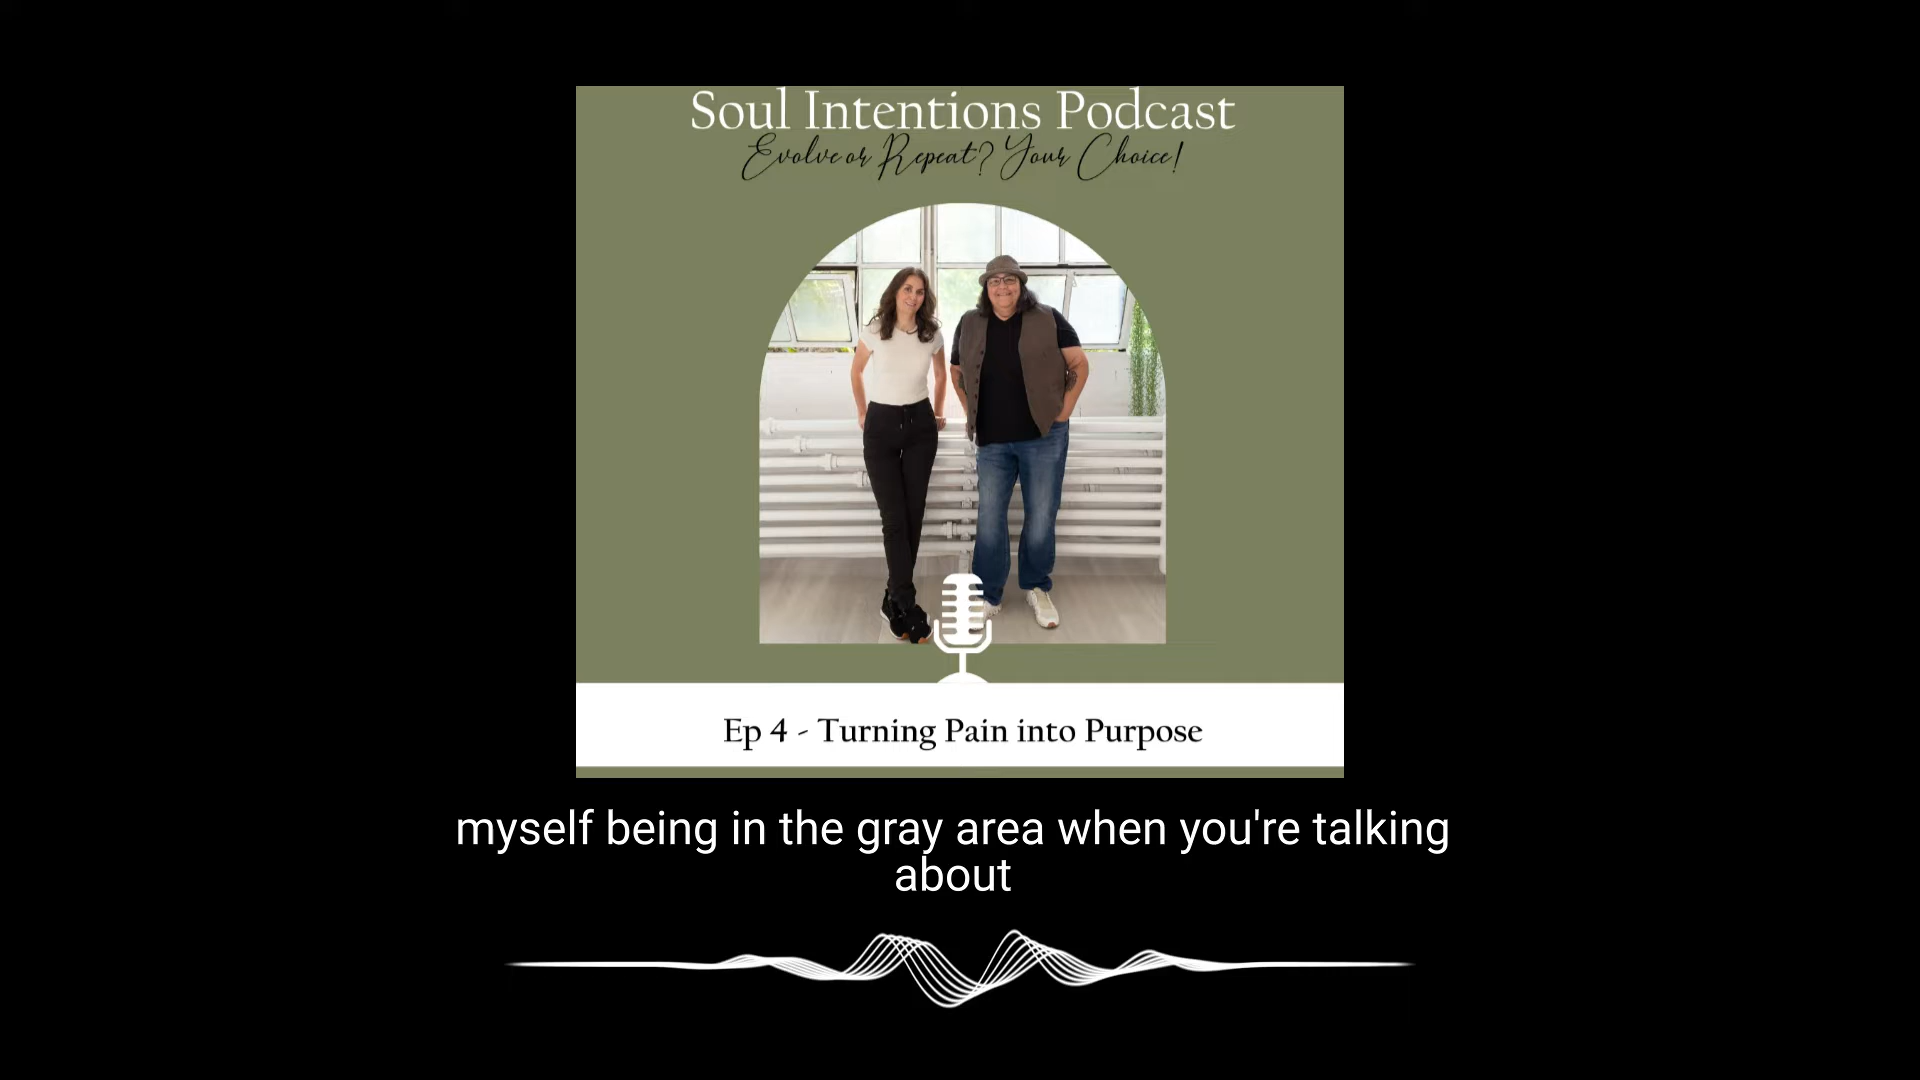 Soul Intentions Podcast
Evolve or Repeat? Your Choice!
Ep 4 - Turning Pain into Purpose
myself being in the gray area when you're talking
about